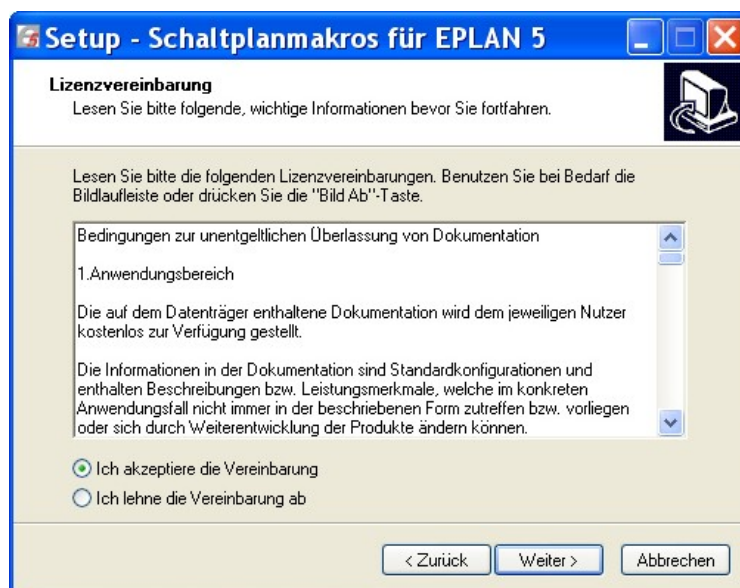 Setup - Schaltplanmakros für EPLAN 5
Lizenzvereinbarung
Lesen Sie bitte folgende, wichtige Informationen bevor Sie fortfahren.
Lesen Sie bitte die folgenden Lizenzvereinbarungen. Benutzen Sie bei Bedarf die
Bildlaufleiste oder drücken Sie die "Bild Ab"-Taste.
Bedingungen zur unentgeltlichen Überlassung von Dokumentation
1.Anwendungsbereich
Die auf dem Datenträger enthaltene Dokumentation wird dem jeweiligen Nutzer
kostenlos zur Verfügung gestellt.
Die Informationen in der Dokumentation sind Standardkonfigurationen und
enthalten Beschreibungen bzw. Leistungsmerkmale, welche im konkreten
Anwendungsfall nicht immer in der beschriebenen Form zutreffen bzw. vorliegen
oder sich durch Weiterentwicklung der Produkte ändern können.
Ich akzeptiere die Vereinbarung
Ich lehne die Vereinbarung ab
< Zurück
Weiter >
Abbrechen